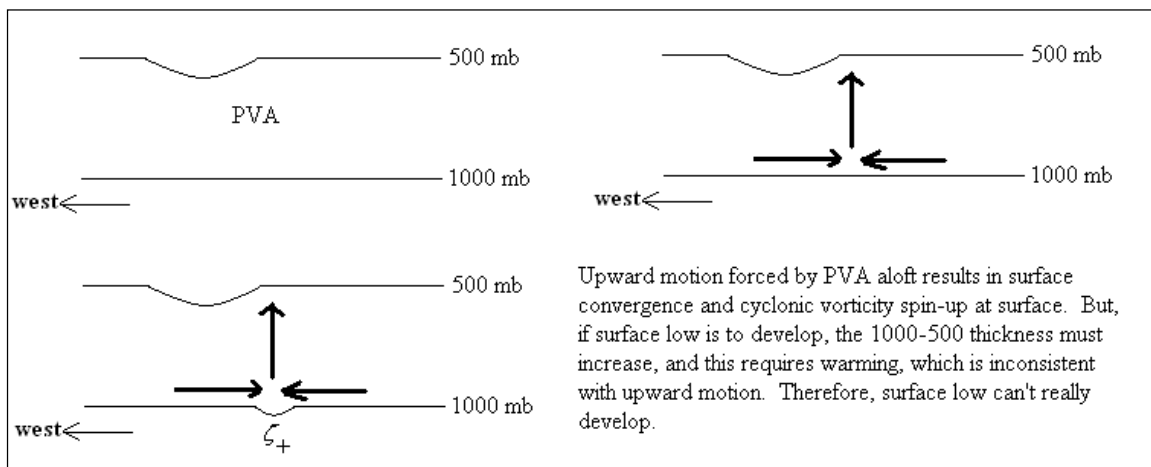 500 mb
PVA
1000 mb
west
500 mb
1000 mb
west
500 mb
1000 mb
west
ζ+
Upward motion forced by PVA aloft results in surface
convergence and cyclonic vorticity spin-up at surface.  But,
if surface low is to develop, the 1000-500 thickness must
increase, and this requires warming, which is inconsistent
with upward motion.  Therefore, surface low can't really
develop.